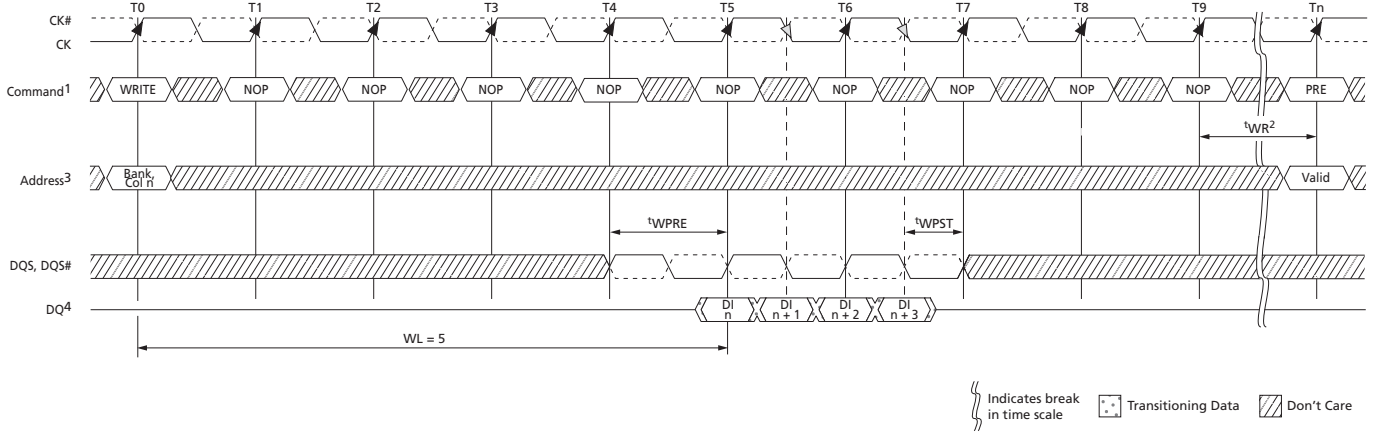 T0 T1 T2 T3 T4 T5 T6 T7 T8 T9 Tn
CK#
CK
Command1 WRITE NOP NOP NOP NOP NOP NOP NOP NOP NOP PRE
tWR2
Address3 Bank, Col n Valid
tWPRE tWPST
DQS, DQS#
DQ4 DI n DI n + 1 DI n + 2 DI n + 3
WL = 5
Indicates break in time scale Transitioning Data Don't Care